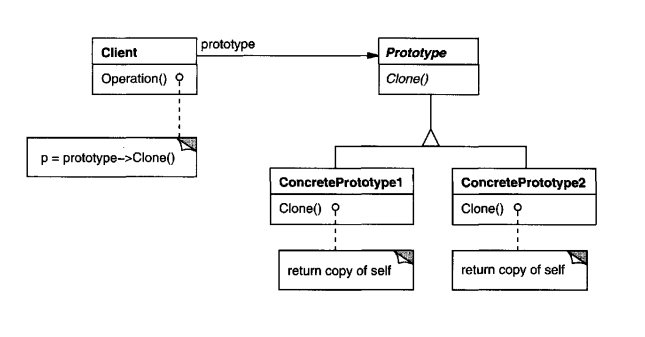 Client
Operation()
prototype
Prototype
Clone()
p = prototype–>Clone()
ConcretePrototype1
Clone()
return copy of self
ConcretePrototype2
Clone()
return copy of self